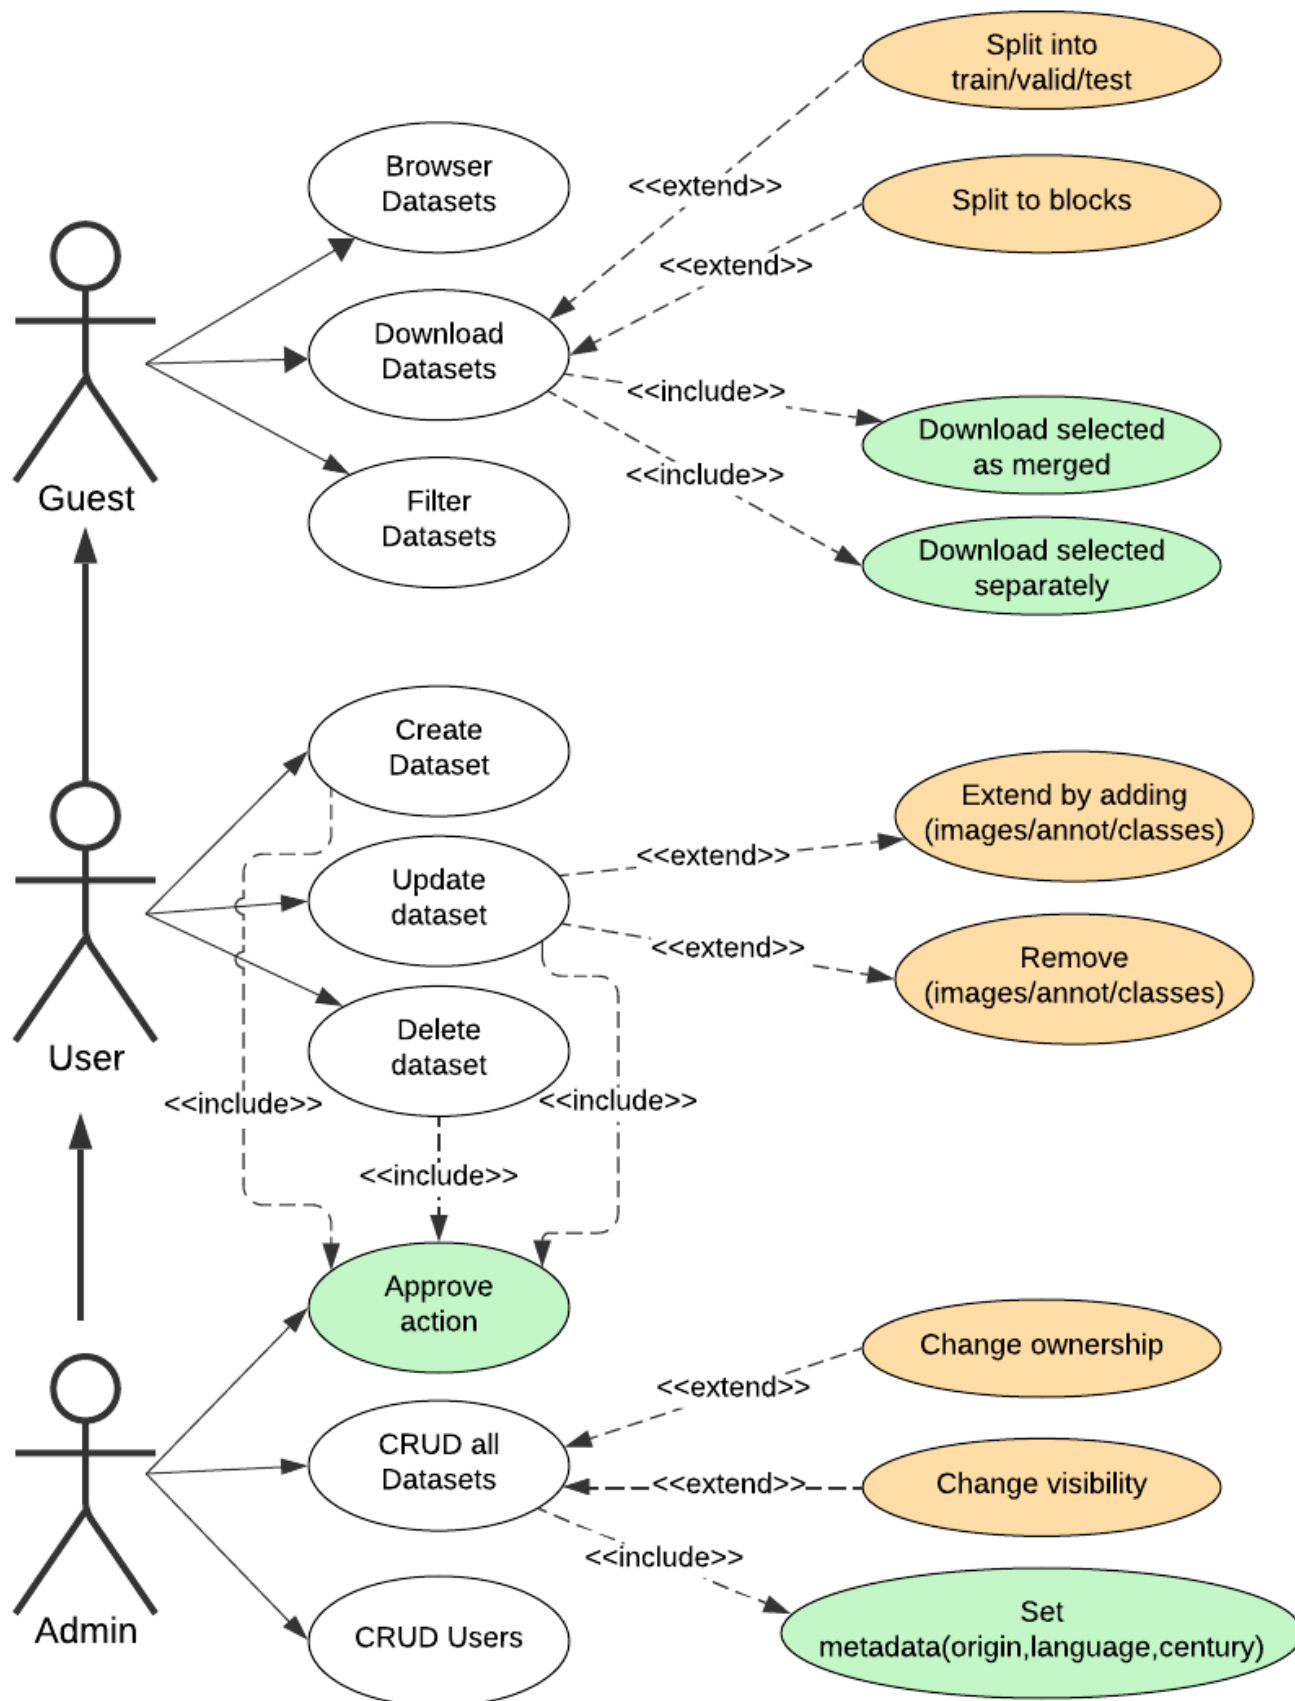 Split into
train/valid/test
Browser
Datasets
<<extend>>
Split to blocks
<<extend>>
Download
Datasets
<<include>>
Download selected
as merged
<<include>>
Guest
Filter
Datasets
Download selected
separately
Create
Dataset
Extend by adding
(images/annot/classes)
<<extend>>
Update
dataset
<<extend>>
Remove
(images/annot/classes)
User
Delete
dataset
<<include>>
<<include>>
<<include>>
Approve
action
Change ownership
<<extend>>
CRUD all
Datasets
<<extend>>
Change visibility
<<include>>
Admin
CRUD Users
Set
metadata(origin,language,century)